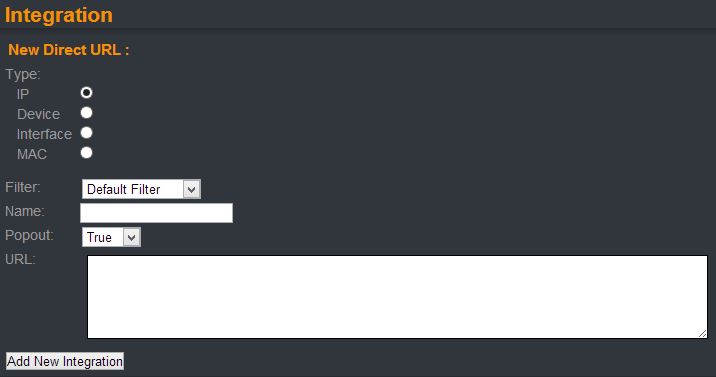 Integration
New Direct URL :
Type:
IP
Device
Interface
MAC
Filter: Default Filter
Name:
Popout: True
URL:
Add New Integration